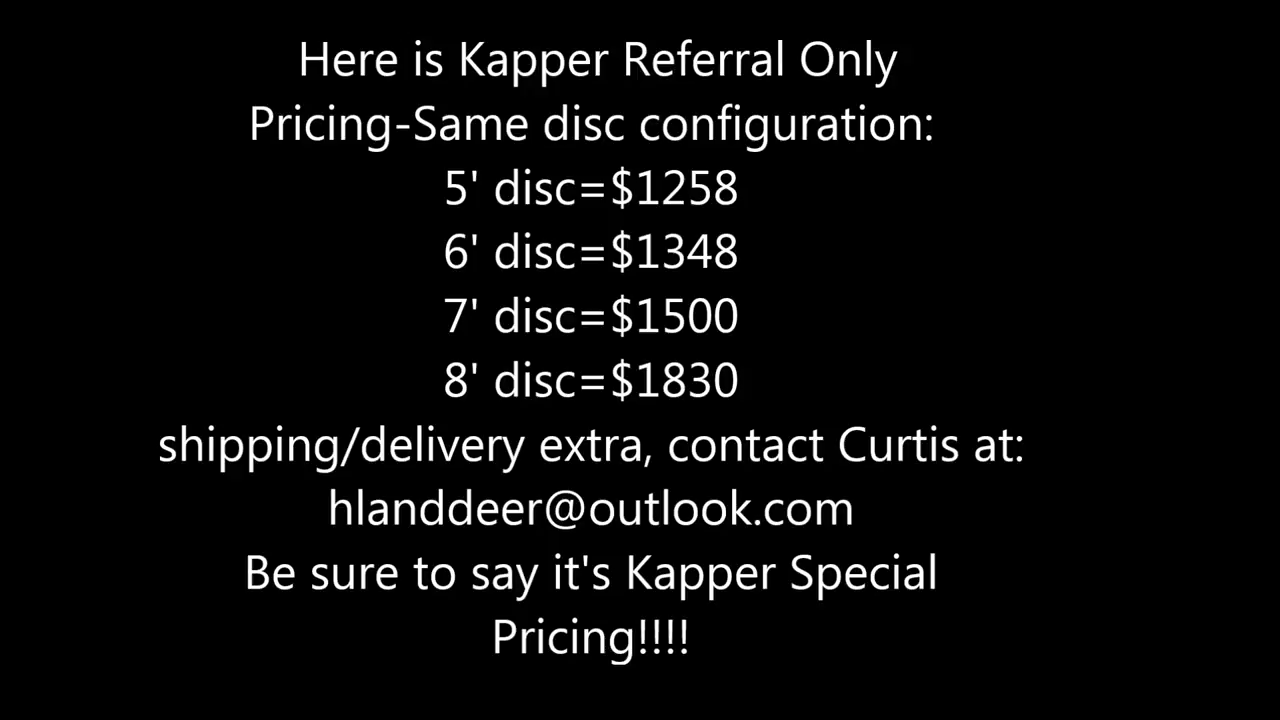 Here is Kapper Referral Only
Pricing-Same disc configuration:
5' disc=$1258
6' disc=$1348
7' disc=$1500
8' disc=$1830
shipping/delivery extra, contact Curtis at:
hlanddeer@outlook.com
Be sure to say it's Kapper Special
Pricing!!!!